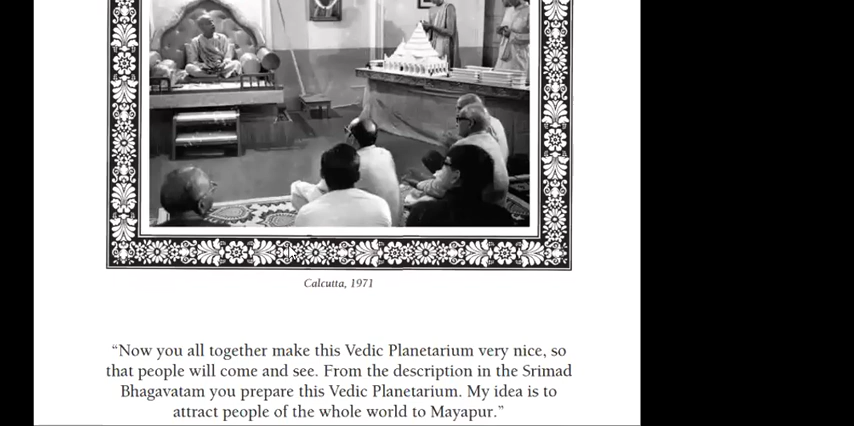 Calcutta, 1971
“Now you all together make this Vedic Planetarium very nice, so
that people will come and see. From the description in the Srimad
Bhagavatam you prepare this Vedic Planetarium. My idea is to
attract people of the whole world to Mayapur.”